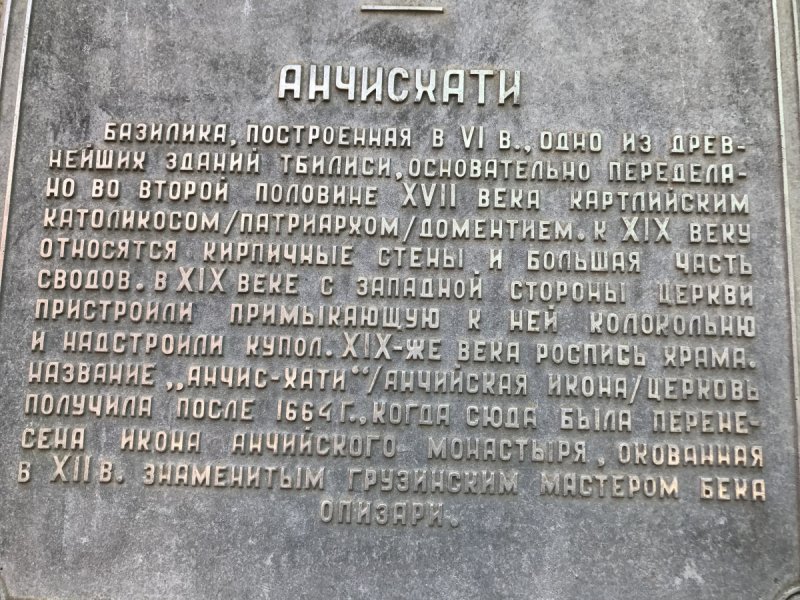 АНЧИСХАТИ
БАЗИЛИКА, ПОСТРОЕННАЯ В VI В., ОДНО ИЗ ДРЕВ-
НЕЙШИХ ЗДАНИЙ ТБИЛИСИ, ОСНОВАТЕЛЬНО ПЕРЕДЕЛА-
НО ВО ВТОРОЙ ПОЛОВИНЕ XVII ВЕКА КАРТЛИЙСКИМ
КАТОЛИКОСОМ/ПАТРИАРХОМ/ДОМЕНТИЕМ. К XIX ВЕКУ
ОТНОСЯТСЯ КИРПИЧНЫЕ СТЕНЫ И БОЛЬШАЯ ЧАСТЬ
СВОДОВ. В XIX ВЕКЕ С ЗАПАДНОЙ СТОРОНЫ ЦЕРКВИ
ПРИСТРОИЛИ ПРИМЫКАЮЩУЮ К НЕЙ КОЛОКОЛЬНЮ
И НАДСТРОИЛИ КУПОЛ. XIX-ЖЕ ВЕКА РОСПИСЬ ХРАМА.
НАЗВАНИЕ „АНЧИС-ХАТИ“/АНЧИЙСКАЯ ИКОНА/ЦЕРКОВЬ
ПОЛУЧИЛА ПОСЛЕ 1664 Г., КОГДА СЮДА БЫЛА ПЕРЕНЕ-
СЕНА ИКОНА АНЧИЙСКОГО МОНАСТЫРЯ, ОКОВАННАЯ
В XII В. ЗНАМЕНИТЫМ ГРУЗИНСКИМ МАСТЕРОМ БЕКА
ОПИЗАРИ.